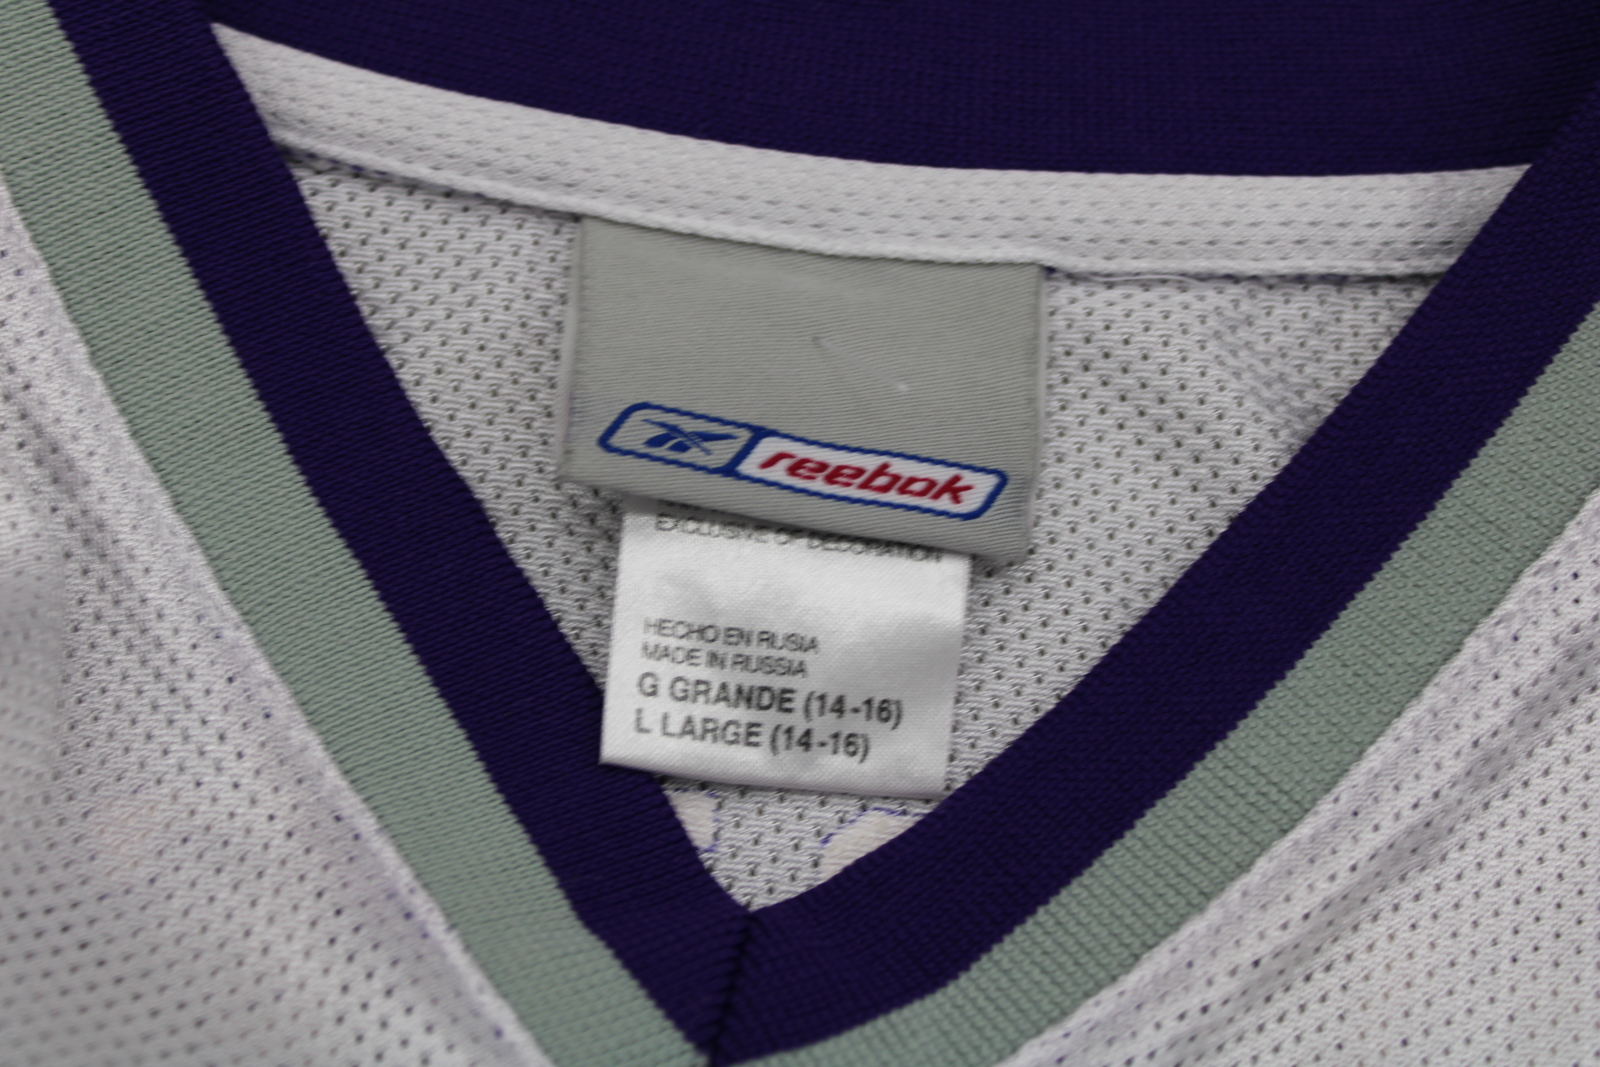 reebok
EXCLUSIVE OF DECORATION
HECHO EN RUSIA
MADE IN RUSSIA
G GRANDE (14-16)
L LARGE (14-16)